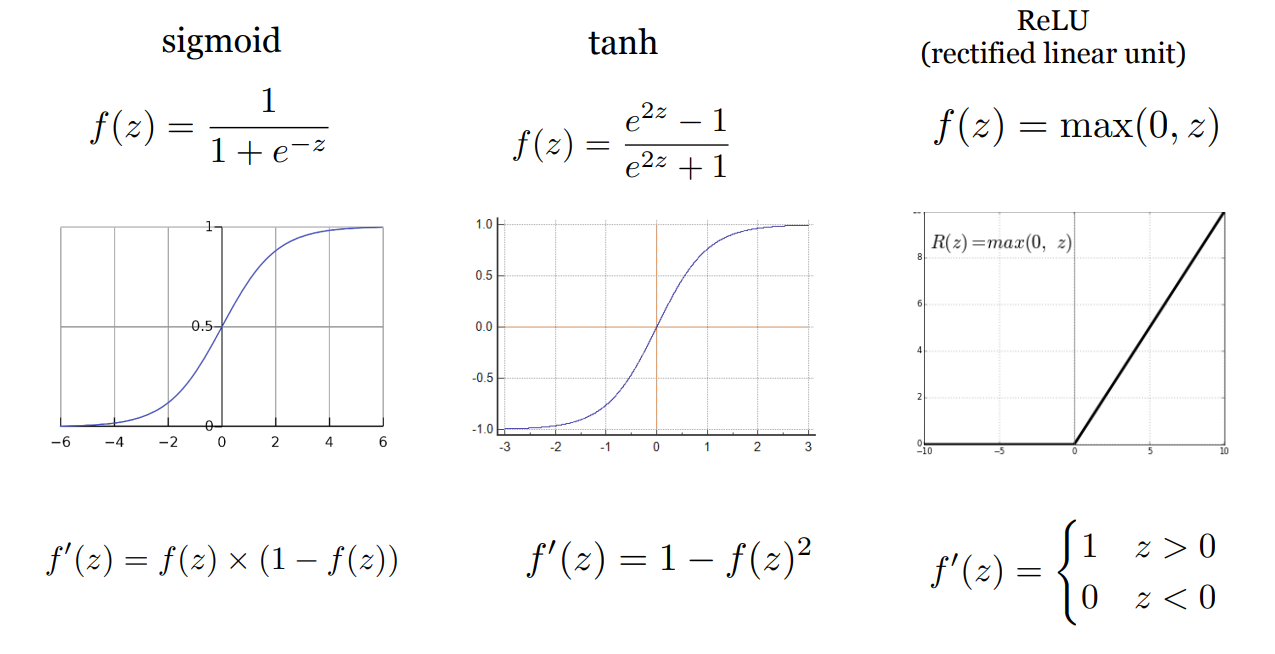 sigmoid
f(z) = 1 / (1 + e^{-z})
1
0.5
0
−6 −4 −2 0 2 4 6
f′(z) = f(z) × (1 − f(z))
tanh
f(z) = (e^{2z} − 1) / (e^{2z} + 1)
1.0
0.5
0.0
-0.5
-1.0
-3 -2 -1 0 1 2 3
f′(z) = 1 − f(z)²
ReLU
(rectified linear unit)
f(z) = max(0, z)
R(z) = max(0, z)
8
6
4
2
0
−10 −5 0 5 10
f′(z) = { 1 z > 0
0 z < 0